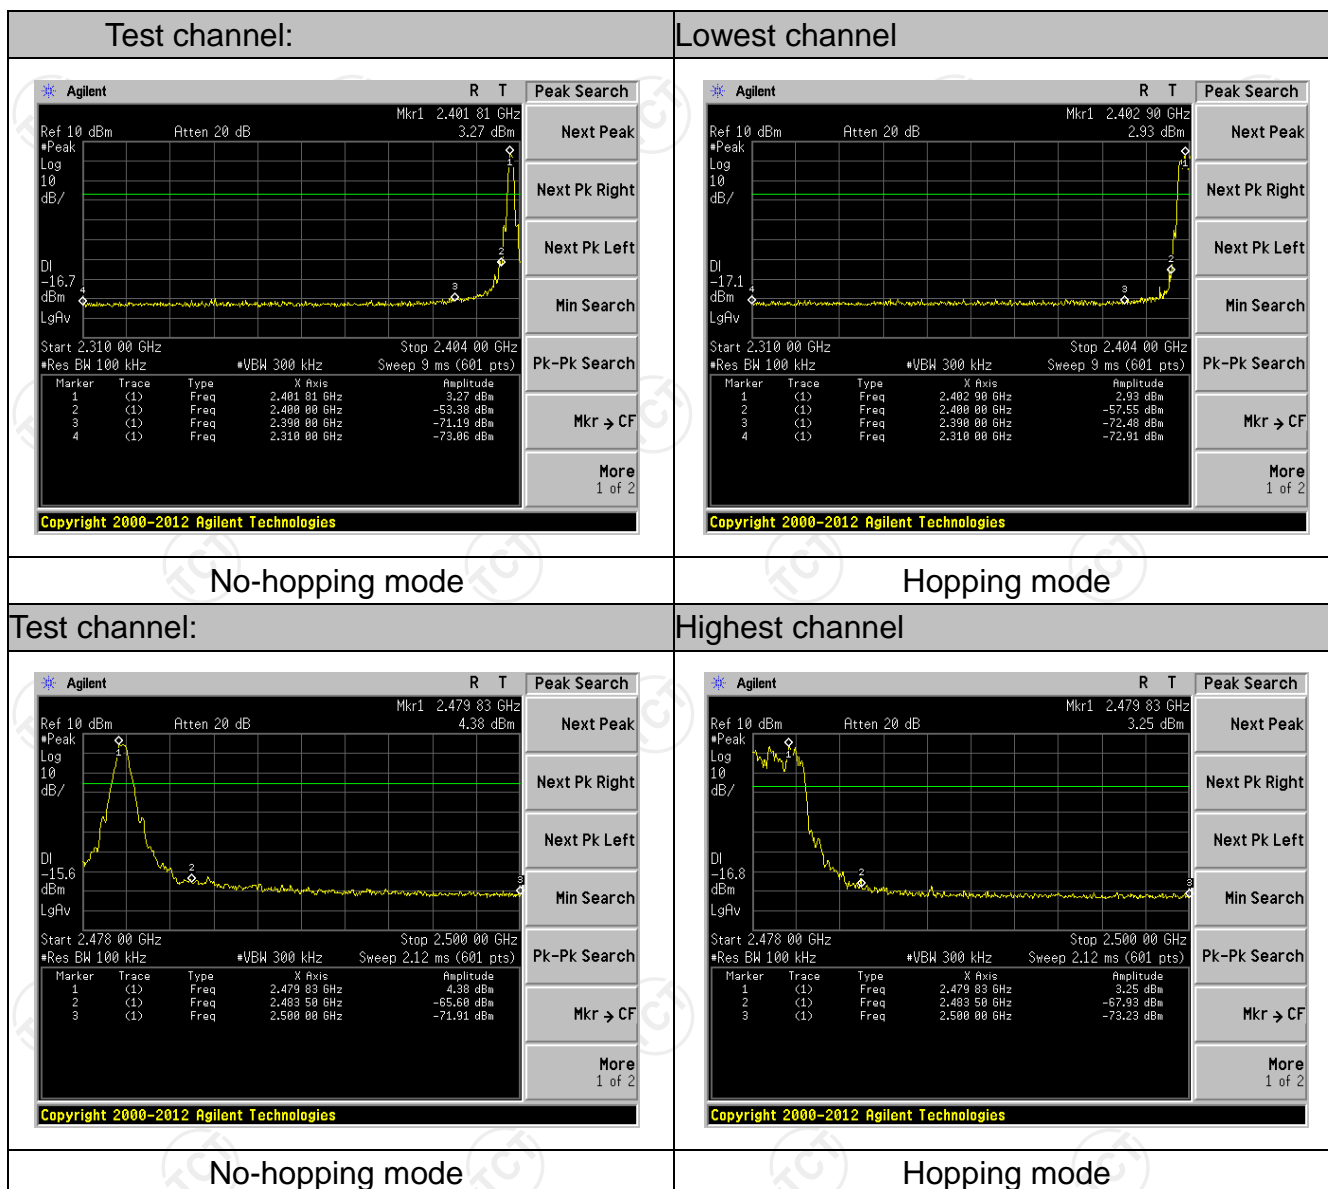 Test channel: Lowest channel
Agilent R T Peak Search
Mkr1 2.401 81 GHz
Ref 10 dBm Atten 20 dB 3.27 dBm
#Peak
Log
10
dB/
DI
-16.7
dBm
LgAv
1
2
3
4
Start 2.310 00 GHz Stop 2.404 00 GHz
#Res BW 100 kHz #VBW 300 kHz Sweep 9 ms (601 pts)
Marker Trace Type X Axis Amplitude
1 (1) Freq 2.401 81 GHz 3.27 dBm
2 (1) Freq 2.400 00 GHz -53.38 dBm
3 (1) Freq 2.390 00 GHz -71.19 dBm
4 (1) Freq 2.310 00 GHz -73.06 dBm
Next Peak
Next Pk Right
Next Pk Left
Min Search
Pk-Pk Search
Mkr → CF
More
1 of 2
Copyright 2000-2012 Agilent Technologies
Agilent R T Peak Search
Mkr1 2.402 90 GHz
Ref 10 dBm Atten 20 dB 2.93 dBm
#Peak
Log
10
dB/
DI
-17.1
dBm
LgAv
1
2
3
4
Start 2.310 00 GHz Stop 2.404 00 GHz
#Res BW 100 kHz #VBW 300 kHz Sweep 9 ms (601 pts)
Marker Trace Type X Axis Amplitude
1 (1) Freq 2.402 90 GHz 2.93 dBm
2 (1) Freq 2.400 00 GHz -57.55 dBm
3 (1) Freq 2.390 00 GHz -72.48 dBm
4 (1) Freq 2.310 00 GHz -72.91 dBm
Next Peak
Next Pk Right
Next Pk Left
Min Search
Pk-Pk Search
Mkr → CF
More
1 of 2
Copyright 2000-2012 Agilent Technologies
No-hopping mode Hopping mode
Test channel: Highest channel
Agilent R T Peak Search
Mkr1 2.479 83 GHz
Ref 10 dBm Atten 20 dB 4.38 dBm
#Peak
Log
10
dB/
DI
-15.6
dBm
LgAv
1
2
3
Start 2.478 00 GHz Stop 2.500 00 GHz
#Res BW 100 kHz #VBW 300 kHz Sweep 2.12 ms (601 pts)
Marker Trace Type X Axis Amplitude
1 (1) Freq 2.479 83 GHz 4.38 dBm
2 (1) Freq 2.483 50 GHz -65.60 dBm
3 (1) Freq 2.500 00 GHz -71.91 dBm
Next Peak
Next Pk Right
Next Pk Left
Min Search
Pk-Pk Search
Mkr → CF
More
1 of 2
Copyright 2000-2012 Agilent Technologies
Agilent R T Peak Search
Mkr1 2.479 83 GHz
Ref 10 dBm Atten 20 dB 3.25 dBm
#Peak
Log
10
dB/
DI
-16.8
dBm
LgAv
1
2
3
Start 2.478 00 GHz Stop 2.500 00 GHz
#Res BW 100 kHz #VBW 300 kHz Sweep 2.12 ms (601 pts)
Marker Trace Type X Axis Amplitude
1 (1) Freq 2.479 83 GHz 3.25 dBm
2 (1) Freq 2.483 50 GHz -67.93 dBm
3 (1) Freq 2.500 00 GHz -73.23 dBm
Next Peak
Next Pk Right
Next Pk Left
Min Search
Pk-Pk Search
Mkr → CF
More
1 of 2
Copyright 2000-2012 Agilent Technologies
No-hopping mode Hopping mode
TCT